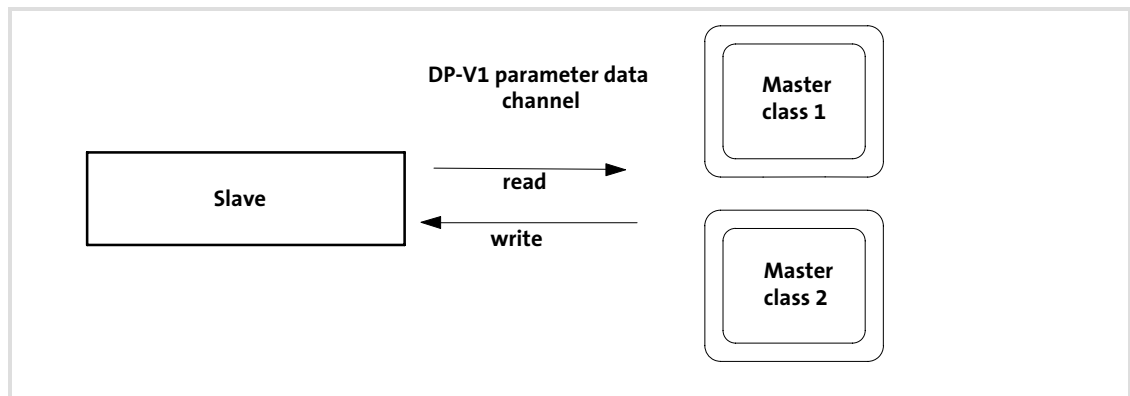 DP-V1 parameter data
channel
Master
class 1
Slave
read
write
Master
class 2